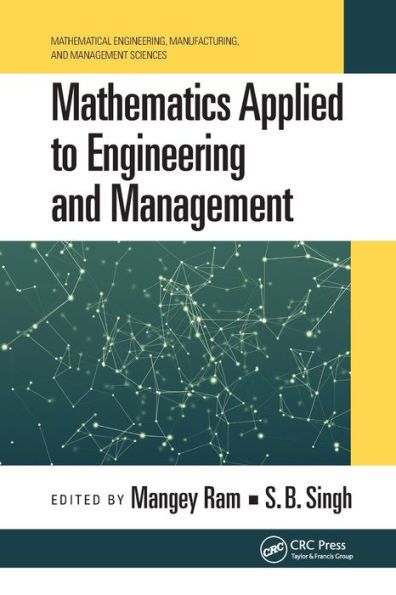 MATHEMATICAL ENGINEERING, MANUFACTURING,
AND MANAGEMENT SCIENCES
Mathematics Applied
to Engineering
and Management
EDITED BY Mangey Ram ■ S. B. Singh
CRC CRC Press
Taylor & Francis Group